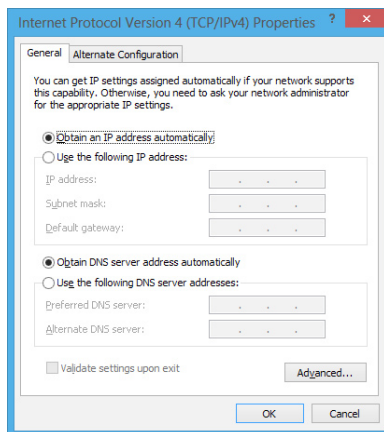 Internet Protocol Version 4 (TCP/IPv4) Properties ? ×
General Alternate Configuration
You can get IP settings assigned automatically if your network supports
this capability. Otherwise, you need to ask your network administrator
for the appropriate IP settings.
Obtain an IP address automatically
Use the following IP address:
IP address:
Subnet mask:
Default gateway:
Obtain DNS server address automatically
Use the following DNS server addresses:
Preferred DNS server:
Alternate DNS server:
Validate settings upon exit
Advanced...
OK Cancel